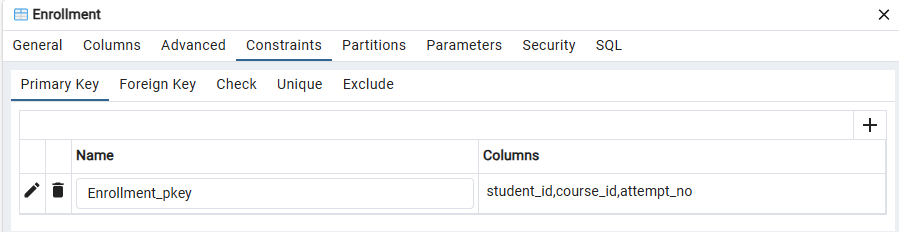 Enrollment
General Columns Advanced Constraints Partitions Parameters Security SQL
Primary Key Foreign Key Check Unique Exclude
Name Columns
Enrollment_pkey student_id,course_id,attempt_no